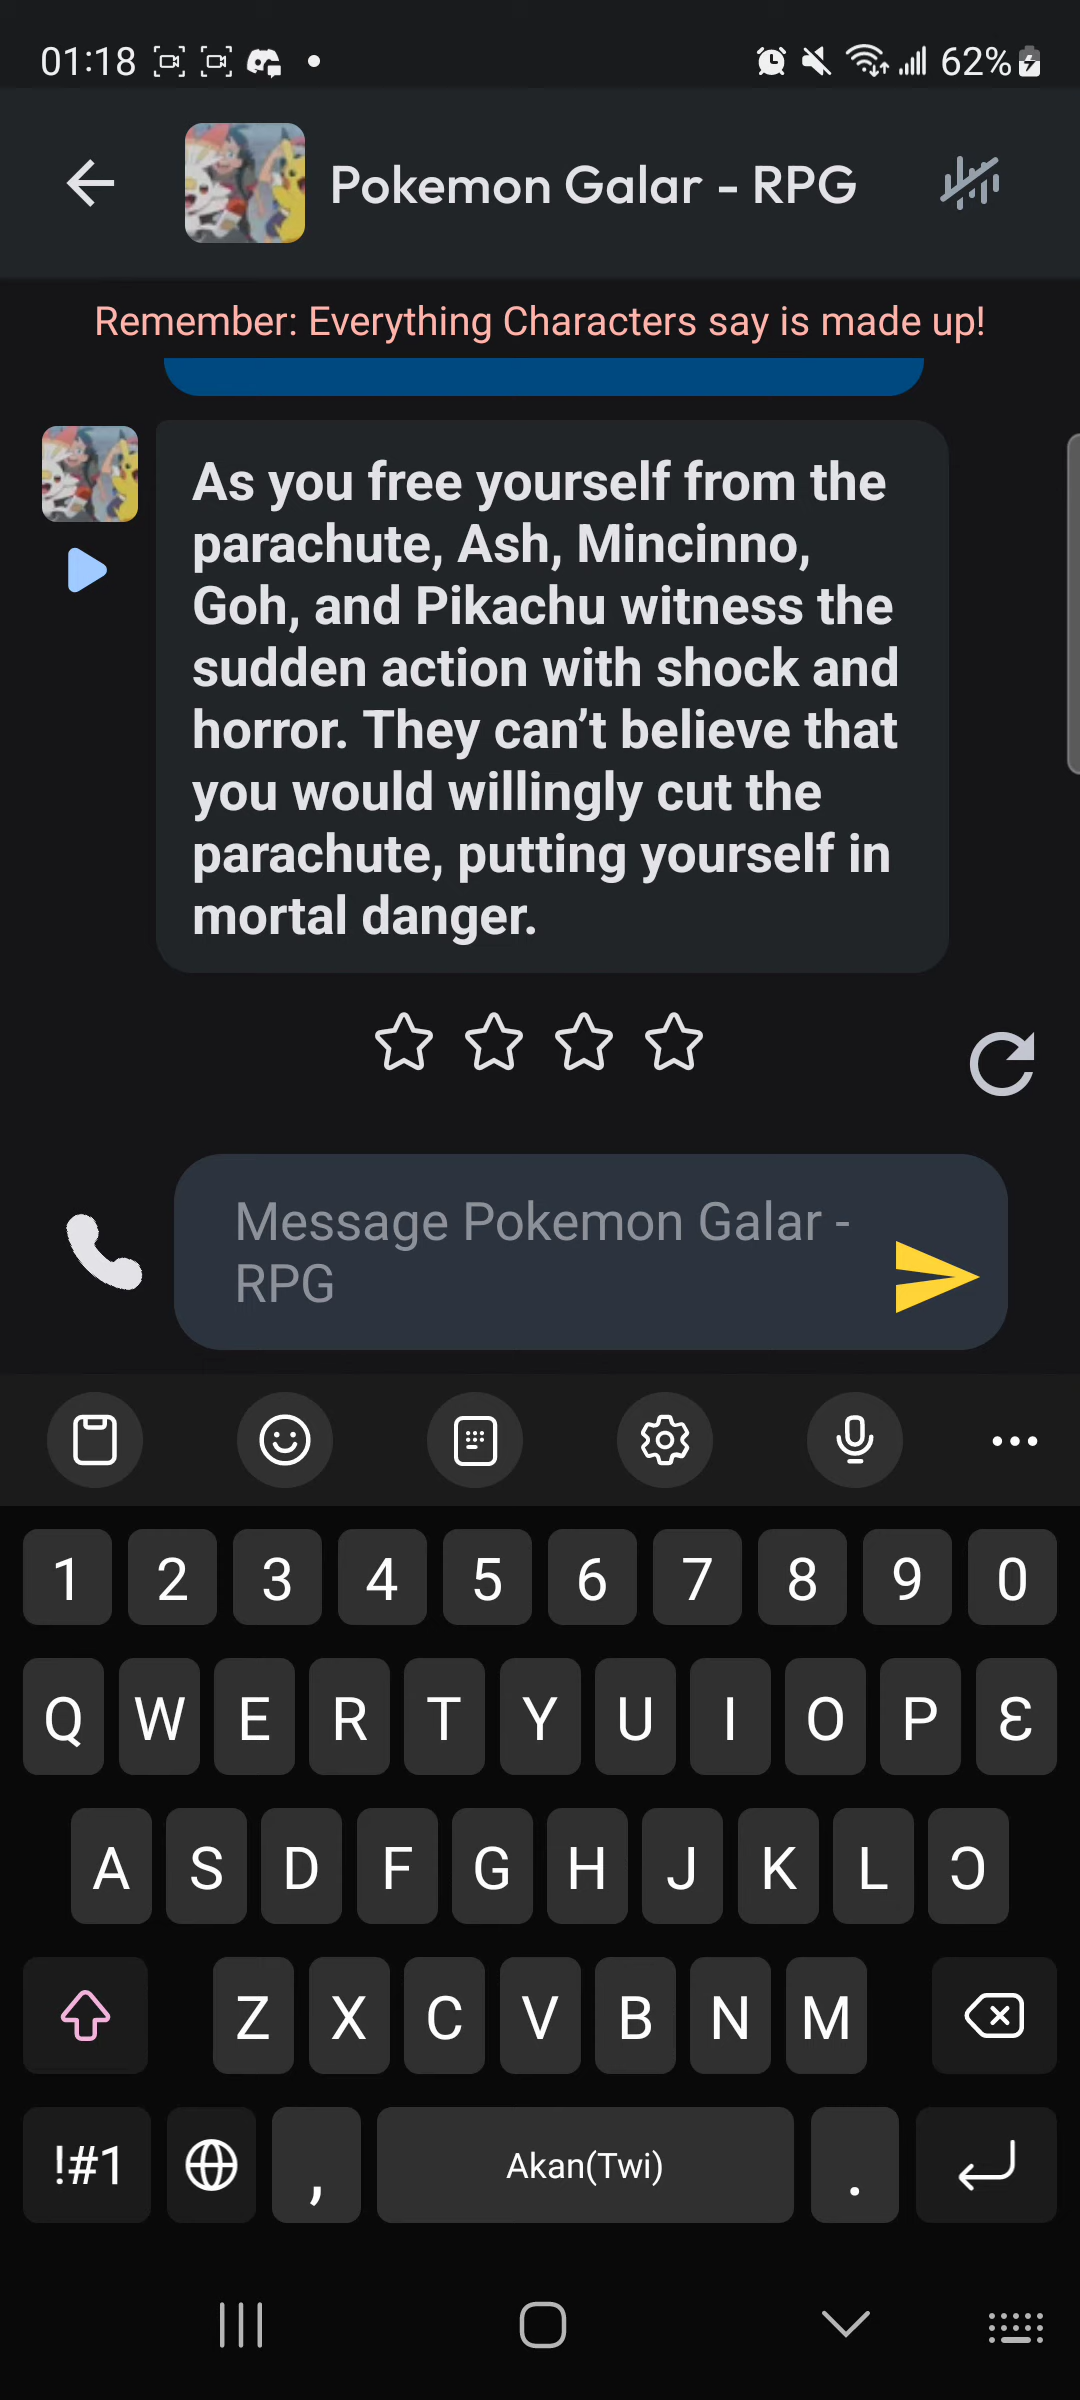 01:18
62%
Pokemon Galar - RPG
Remember: Everything Characters say is made up!
As you free yourself from the
parachute, Ash, Mincinno,
Goh, and Pikachu witness the
sudden action with shock and
horror. They can’t believe that
you would willingly cut the
parachute, putting yourself in
mortal danger.
Message Pokemon Galar -
RPG
1 2 3 4 5 6 7 8 9 0
Q W E R T Y U I O P Ɛ
A S D F G H J K L Ɔ
Z X C V B N M
!#1 , Akan(Twi) .